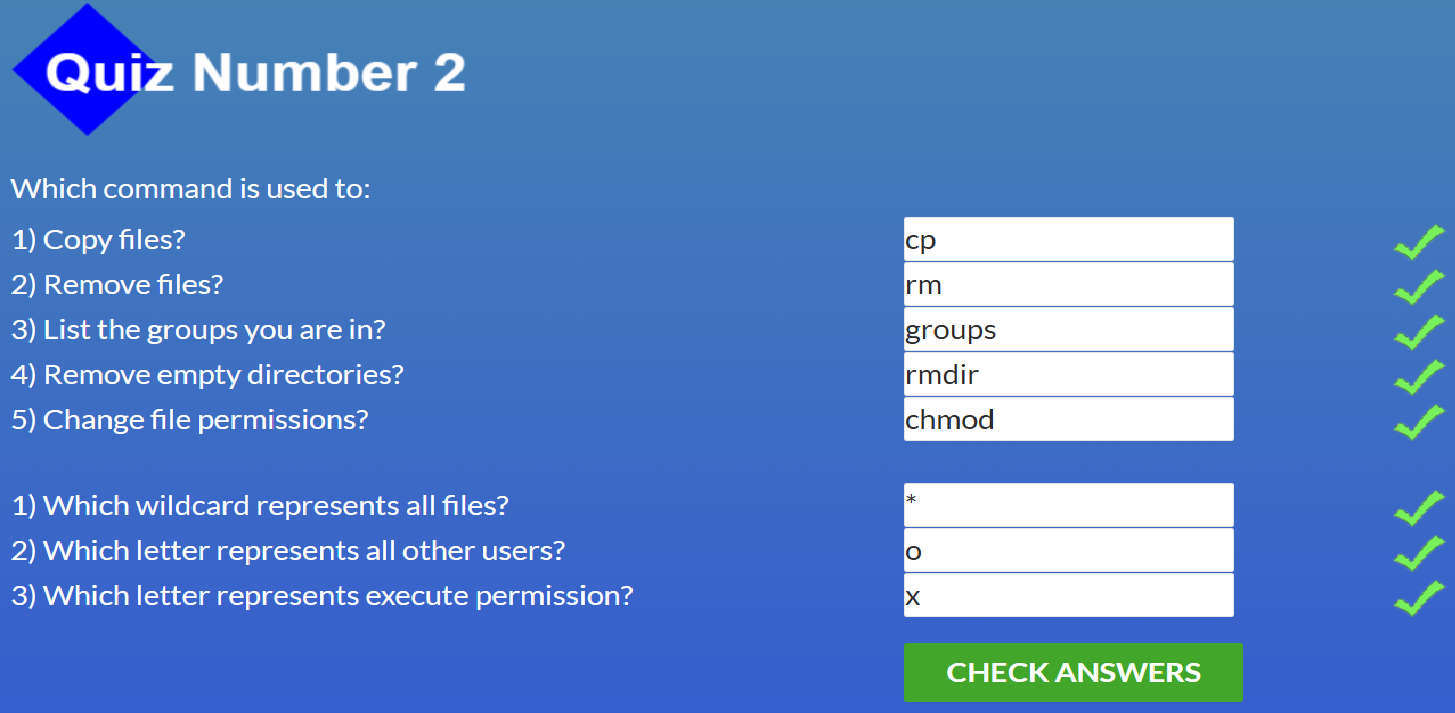 Quiz Number 2
Which command is used to:
1) Copy files? cp
2) Remove files? rm
3) List the groups you are in? groups
4) Remove empty directories? rmdir
5) Change file permissions? chmod
1) Which wildcard represents all files? *
2) Which letter represents all other users? o
3) Which letter represents execute permission? x
CHECK ANSWERS